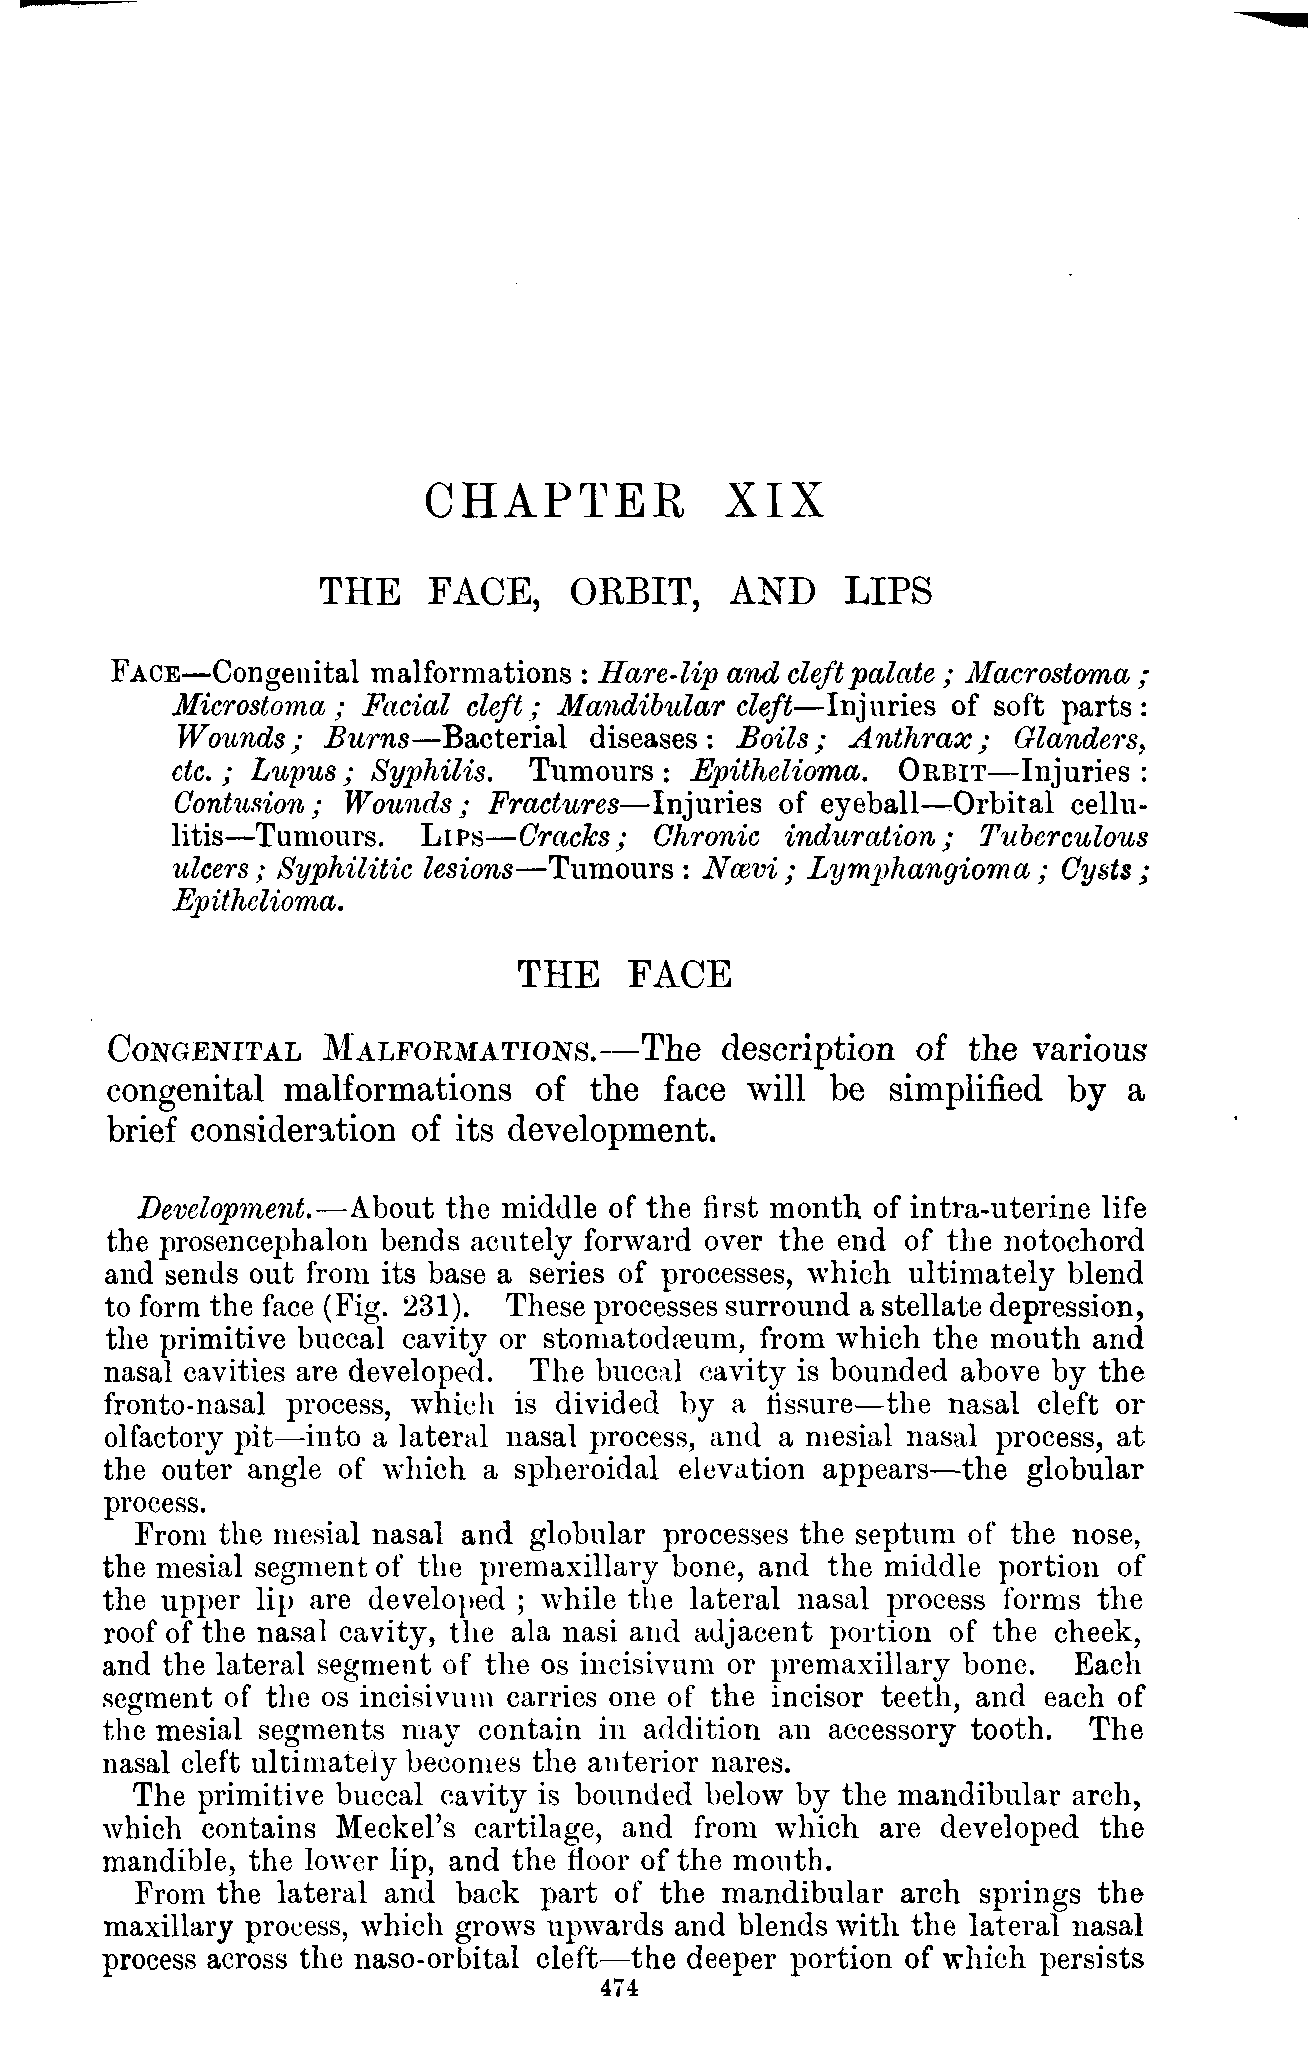 CHAPTER XIX
THE FACE, ORBIT, AND LIPS
FACE—Congenital malformations : Hare-lip and cleft palate ; Macrostoma ;
Microstoma ; Facial cleft ; Mandibular cleft—Injuries of soft parts :
Wounds ; Burns—Bacterial diseases : Boils ; Anthrax ; Glanders,
etc. ; Lupus ; Syphilis. Tumours : Epithelioma. ORBIT—Injuries :
Contusion ; Wounds ; Fractures—Injuries of eyeball—Orbital cellu-
litis—Tumours. LIPS—Cracks ; Chronic induration ; Tuberculous
ulcers ; Syphilitic lesions—Tumours : Nævi ; Lymphangioma ; Cysts ;
Epithelioma.
THE FACE
CONGENITAL MALFORMATIONS.—The description of the various
congenital malformations of the face will be simplified by a
brief consideration of its development.
Development.—About the middle of the first month of intra-uterine life
the prosencephalon bends acutely forward over the end of the notochord
and sends out from its base a series of processes, which ultimately blend
to form the face (Fig. 231). These processes surround a stellate depression,
the primitive buccal cavity or stomatodæum, from which the mouth and
nasal cavities are developed. The buccal cavity is bounded above by the
fronto-nasal process, which is divided by a fissure—the nasal cleft or
olfactory pit—into a lateral nasal process, and a mesial nasal process, at
the outer angle of which a spheroidal elevation appears—the globular
process.
From the mesial nasal and globular processes the septum of the nose,
the mesial segment of the premaxillary bone, and the middle portion of
the upper lip are developed ; while the lateral nasal process forms the
roof of the nasal cavity, the ala nasi and adjacent portion of the cheek,
and the lateral segment of the os incisivum or premaxillary bone. Each
segment of the os incisivum carries one of the incisor teeth, and each of
the mesial segments may contain in addition an accessory tooth. The
nasal cleft ultimately becomes the anterior nares.
The primitive buccal cavity is bounded below by the mandibular arch,
which contains Meckel's cartilage, and from which are developed the
mandible, the lower lip, and the floor of the mouth.
From the lateral and back part of the mandibular arch springs the
maxillary process, which grows upwards and blends with the lateral nasal
process across the naso-orbital cleft—the deeper portion of which persists
474